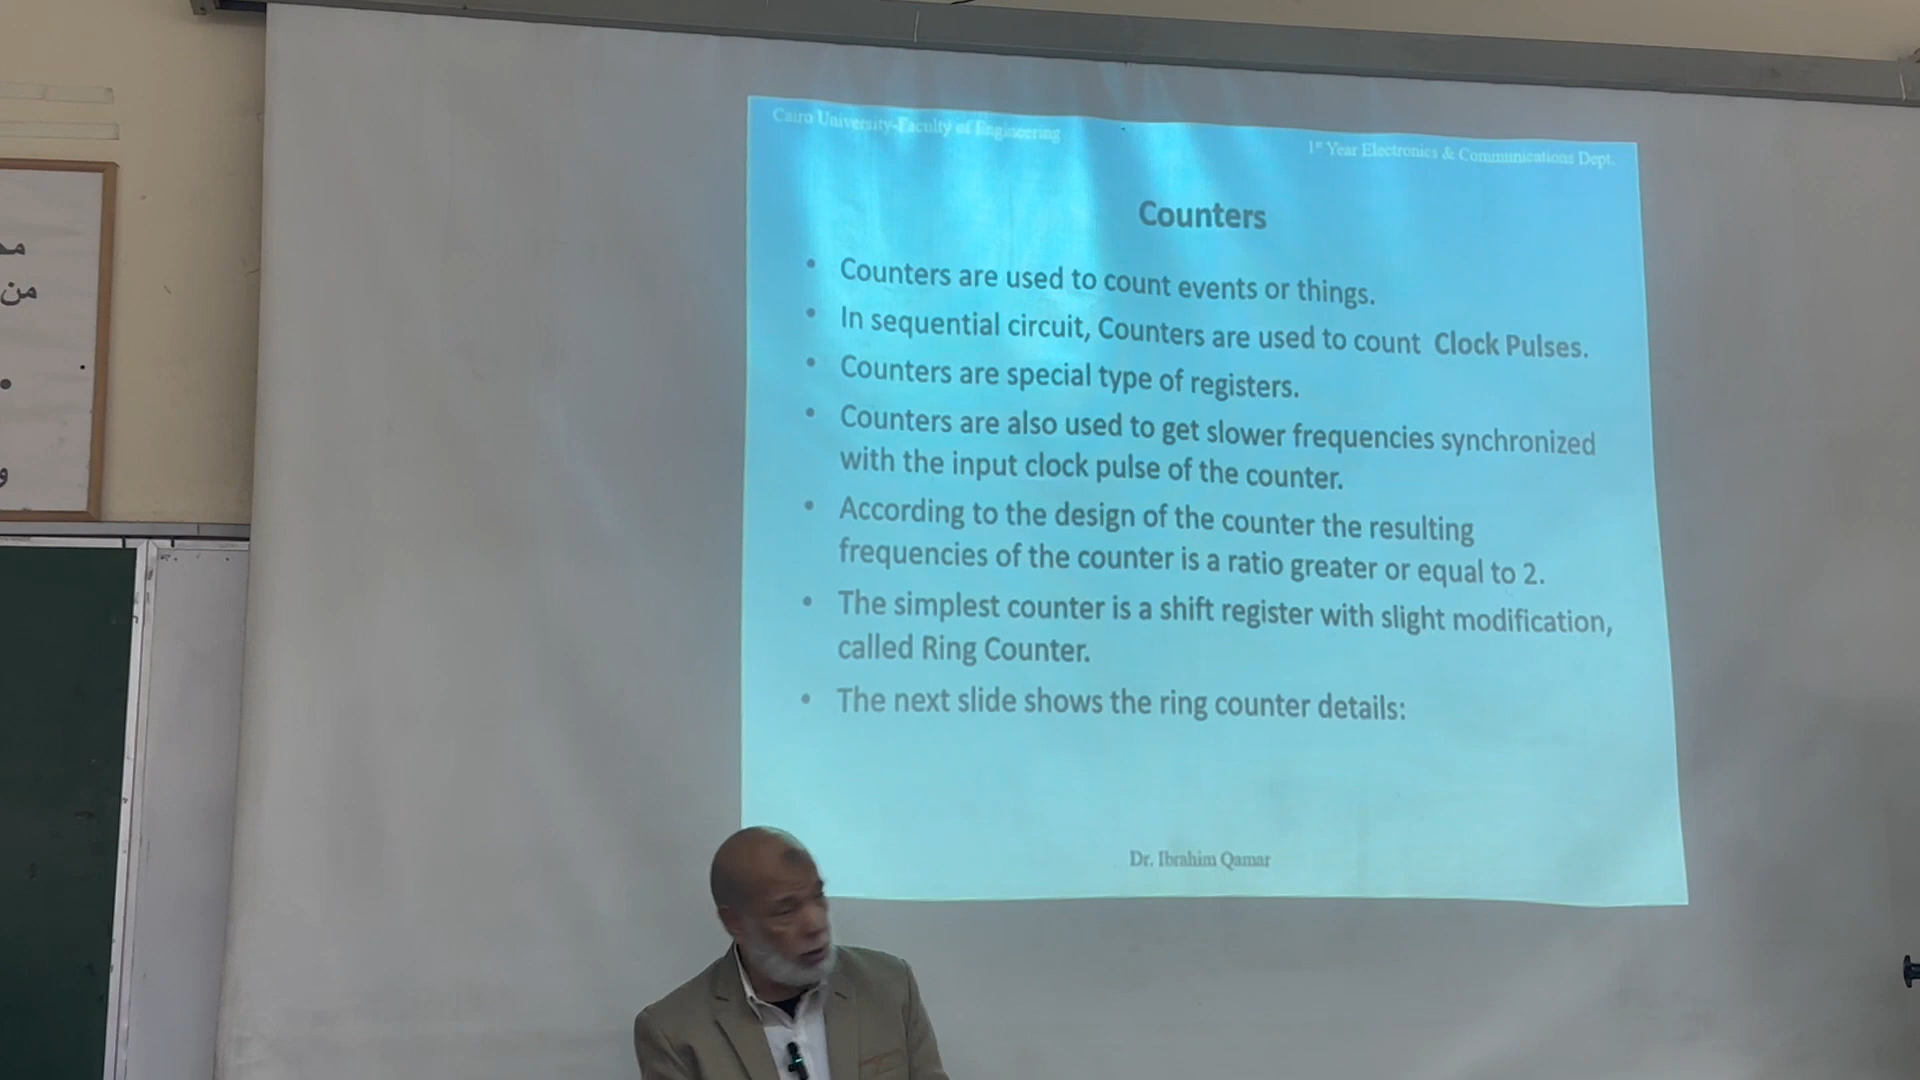 Cairo University-Faculty of Engineering
1st Year Electronics & Communications Dept.
Counters
• Counters are used to count events or things.
• In sequential circuit, Counters are used to count Clock Pulses.
• Counters are special type of registers.
• Counters are also used to get slower frequencies synchronized
with the input clock pulse of the counter.
• According to the design of the counter the resulting
frequencies of the counter is a ratio greater or equal to 2.
• The simplest counter is a shift register with slight modification,
called Ring Counter.
• The next slide shows the ring counter details:
Dr. Ibrahim Qamar
من